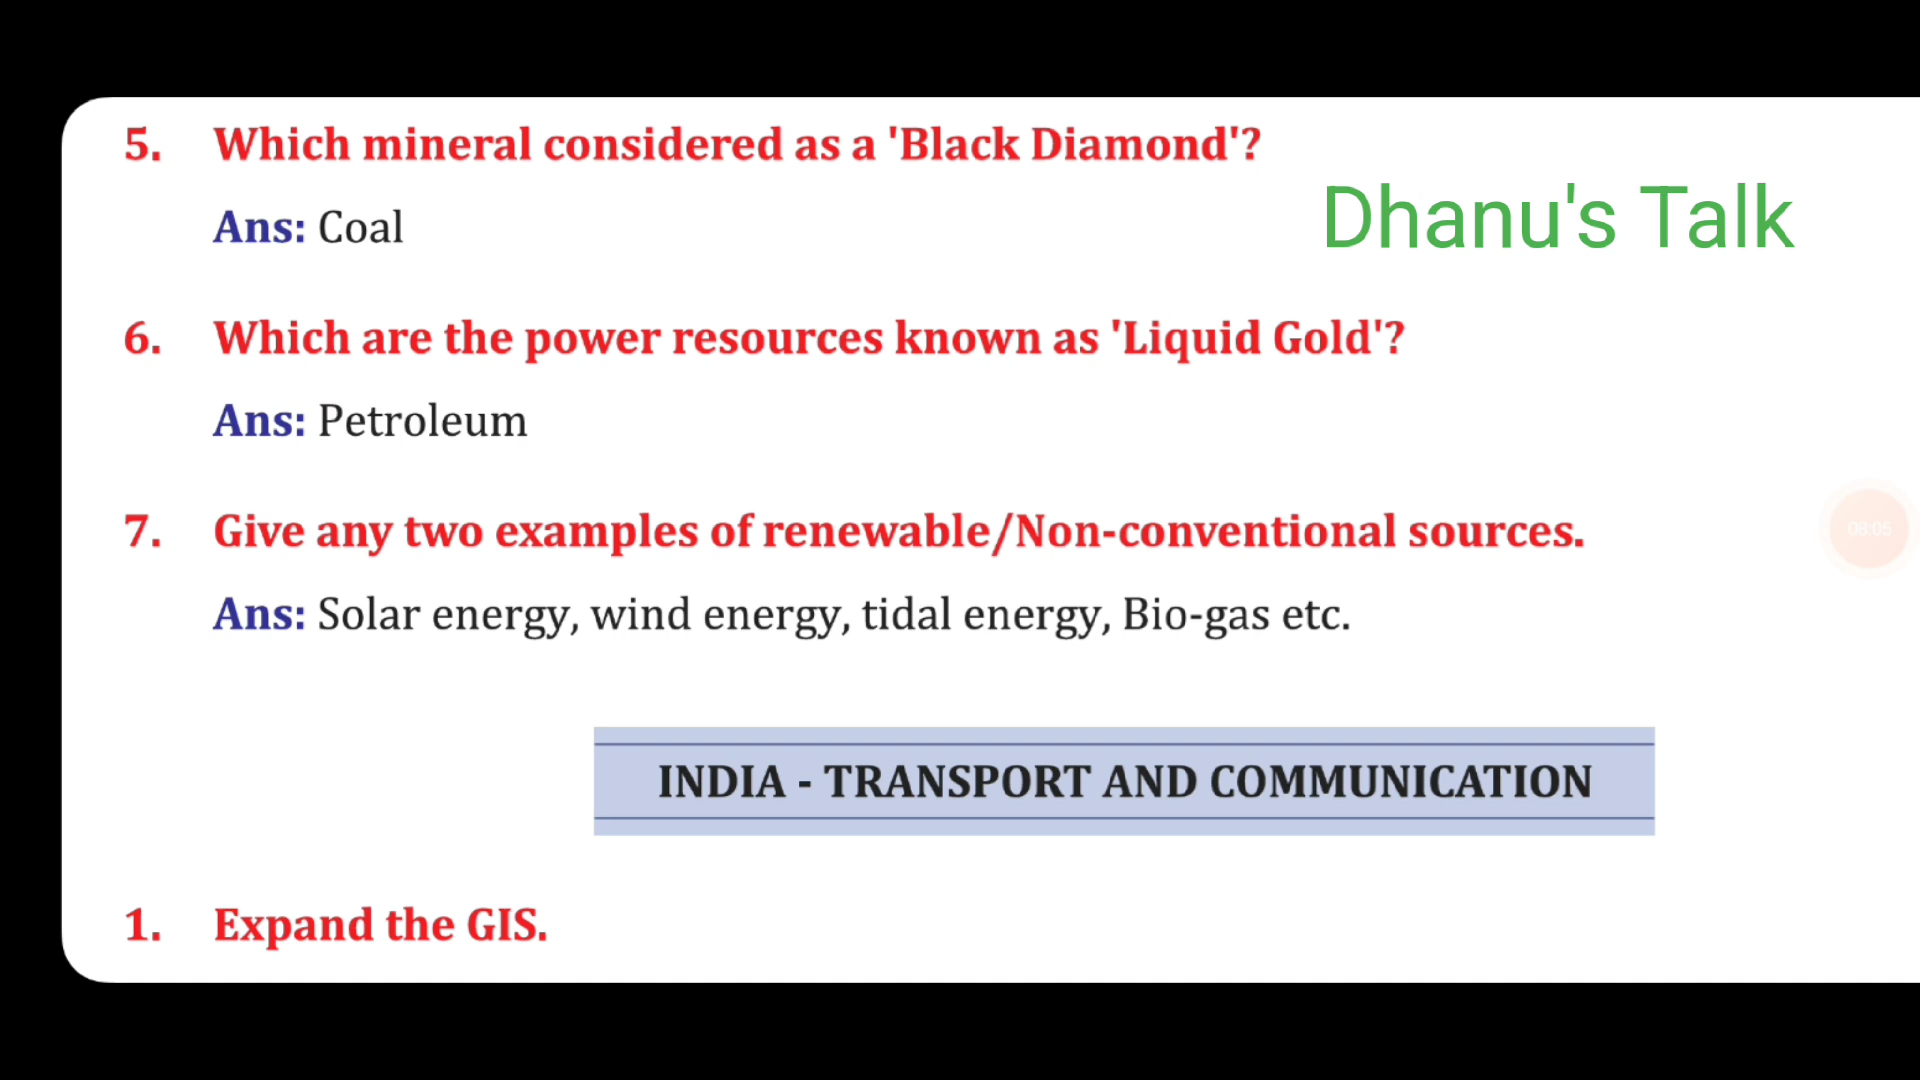 5. Which mineral considered as a 'Black Diamond'?
Ans: Coal
Dhanu's Talk
6. Which are the power resources known as 'Liquid Gold'?
Ans: Petroleum
7. Give any two examples of renewable/Non-conventional sources.
08:05
Ans: Solar energy, wind energy, tidal energy, Bio-gas etc.
INDIA - TRANSPORT AND COMMUNICATION
1. Expand the GIS.